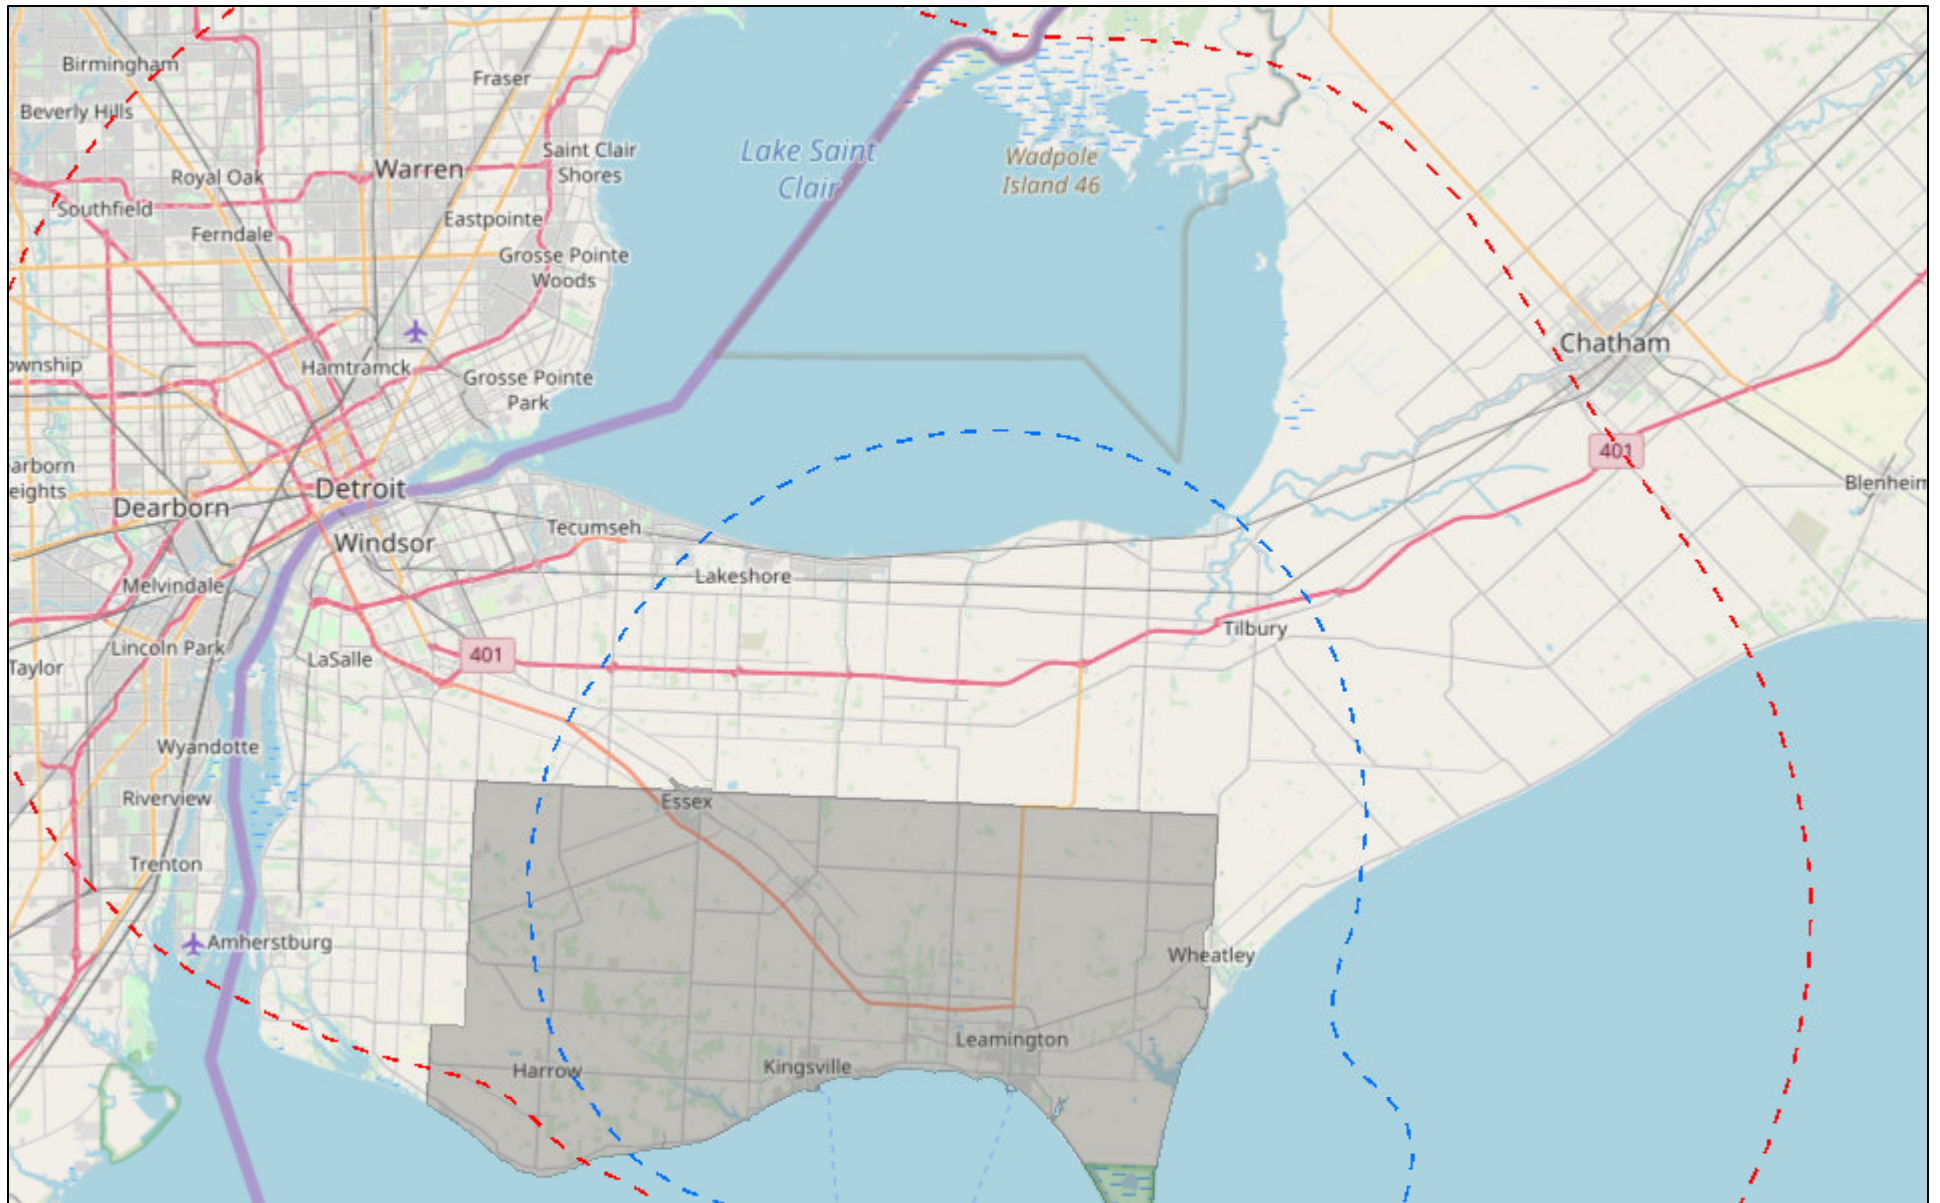 Birmingham
Fraser
Beverly Hills
Lake Saint
Clair
Saint Clair
Shores
Wadpole
Island 46
Warren
Royal Oak
Southfield
Eastpointe
Ferndale
Grosse Pointe
Woods
Chatham
ownship
Hamtramck
Grosse Pointe
Park
401
earborn
eights
Detroit
Blenheim
Dearborn
Tecumseh
Windsor
Lakeshore
Melvindale
Tilbury
Lincoln Park
401
LaSalle
Taylor
Wyandotte
Riverview
Essex
Trenton
Amherstburg
Wheatley
Leamington
Kingsville
Harrow